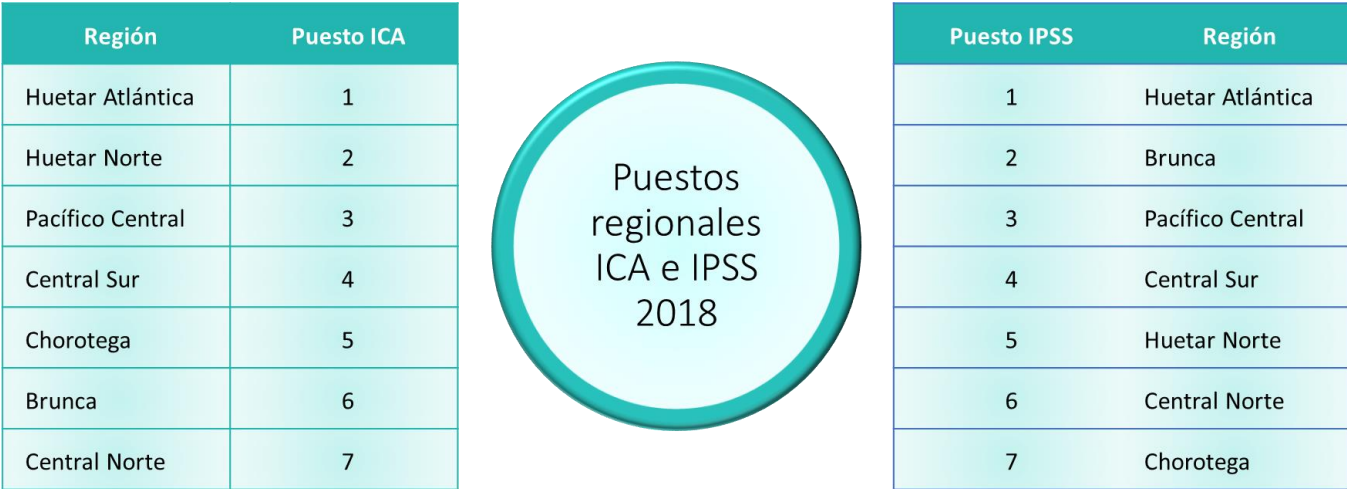 Región Puesto ICA
Huetar Atlántica 1
Huetar Norte 2
Pacífico Central 3
Central Sur 4
Chorotega 5
Brunca 6
Central Norte 7
Puestos
regionales
ICA e IPSS
2018
Puesto IPSS Región
1 Huetar Atlántica
2 Brunca
3 Pacífico Central
4 Central Sur
5 Huetar Norte
6 Central Norte
7 Chorotega